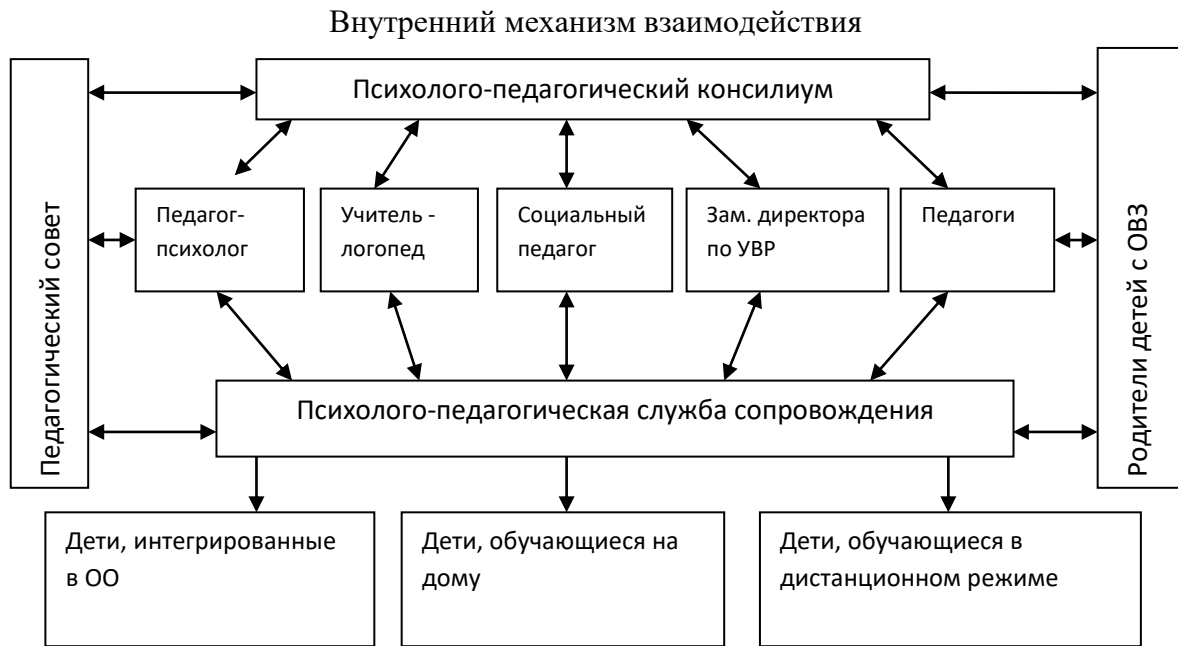 Внутренний механизм взаимодействия
Психолого-педагогический консилиум
Педагогический совет
Родители детей с ОВЗ
Педагог-
психолог
Учитель -
логопед
Социальный
педагог
Зам. директора
по УВР
Педагоги
Психолого-педагогическая служба сопровождения
Дети, интегрированные
в ОО
Дети, обучающиеся на
дому
Дети, обучающиеся в
дистанционном режиме